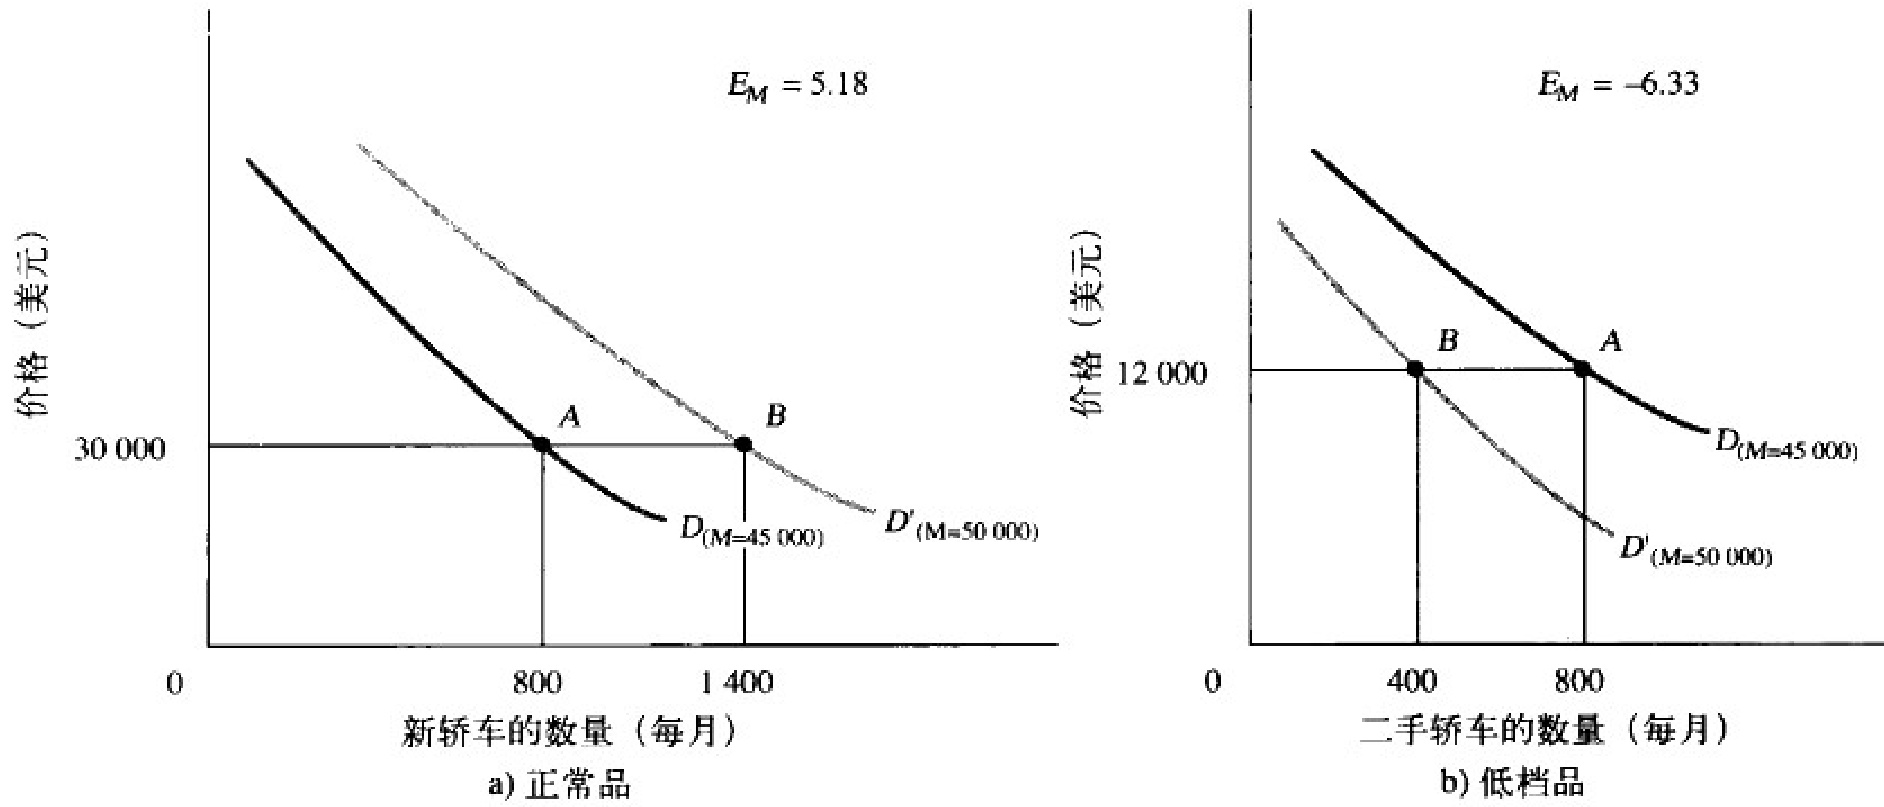 E_M = 5.18
价格（美元）
30 000
A
B
D(M=45 000)
D'(M=50 000)
0
800
1 400
新轿车的数量（每月）
a) 正常品
E_M = –6.33
价格（美元）
12 000
B
A
D(M=45 000)
D'(M=50 000)
0
400
800
二手轿车的数量（每月）
b) 低档品